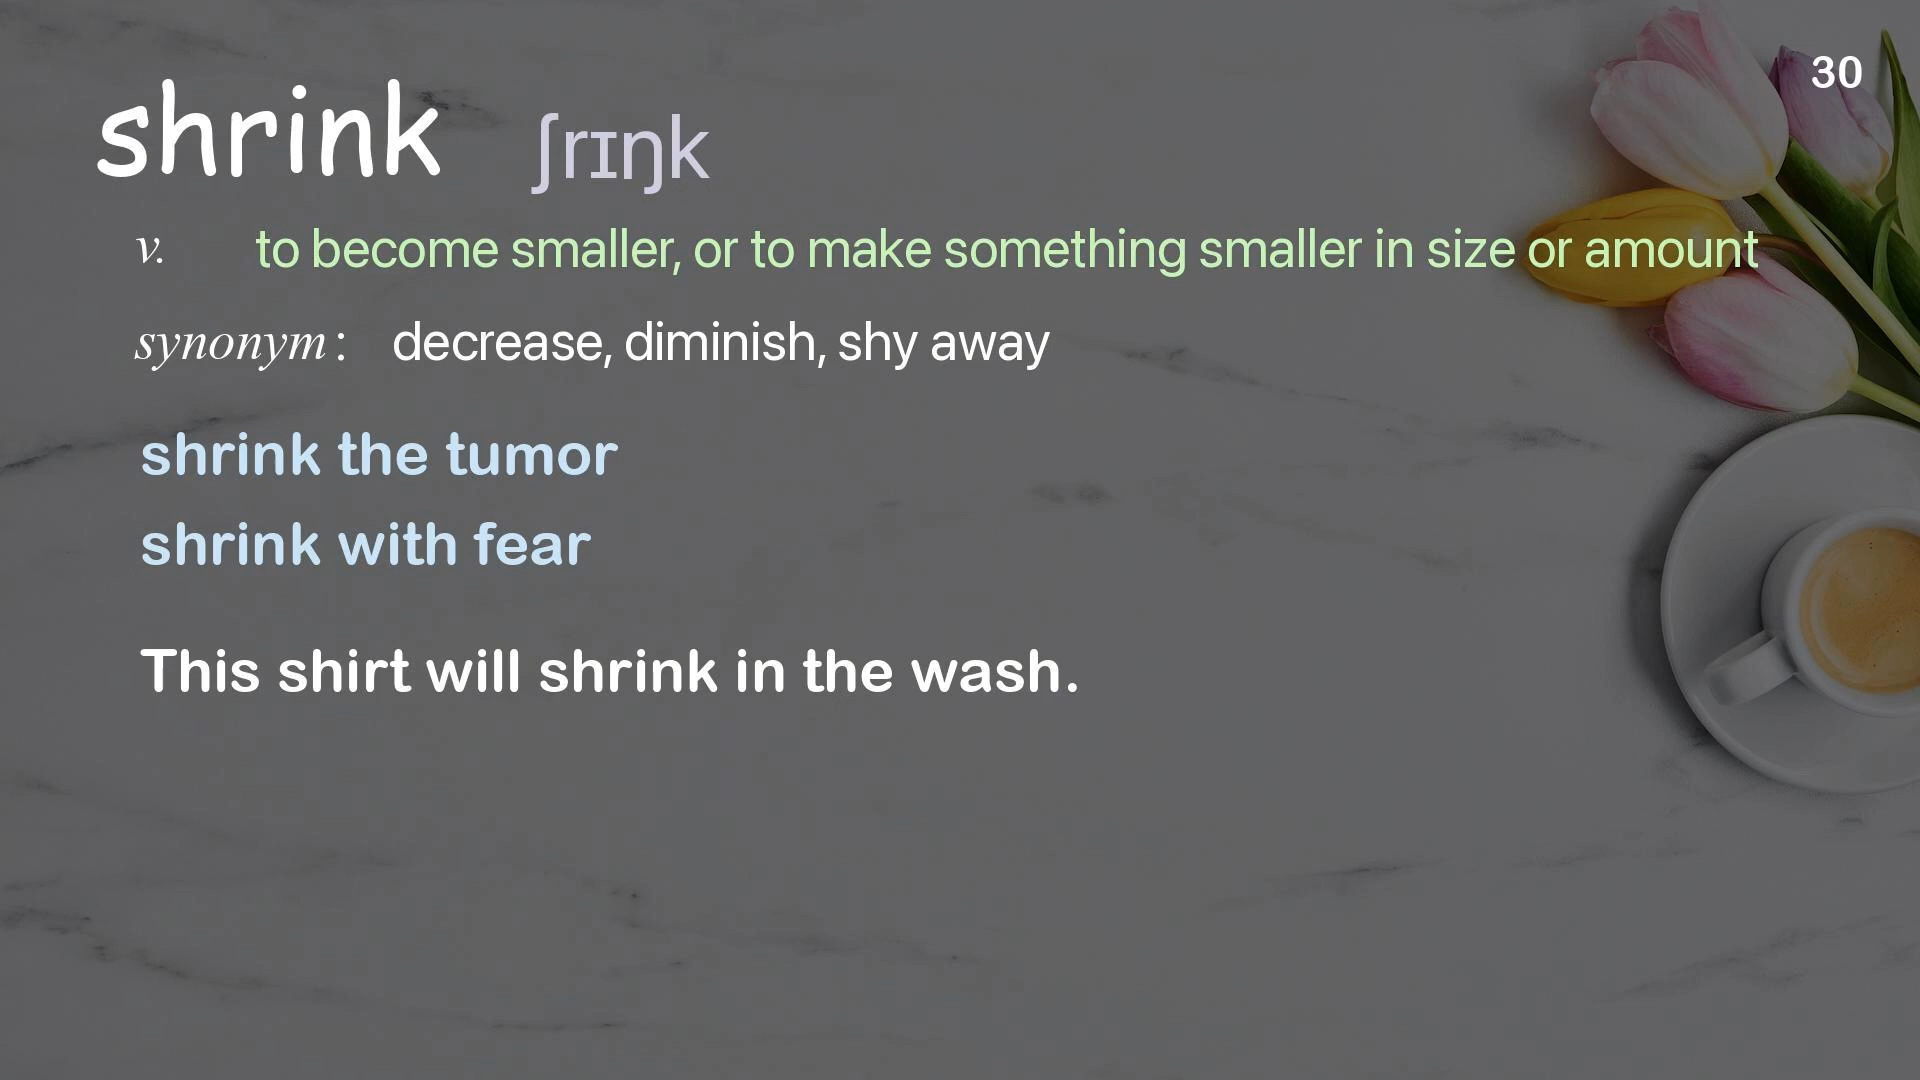 30
shrink ʃrɪŋk
v. to become smaller, or to make something smaller in size or amount
synonym: decrease, diminish, shy away
shrink the tumor
shrink with fear
This shirt will shrink in the wash.